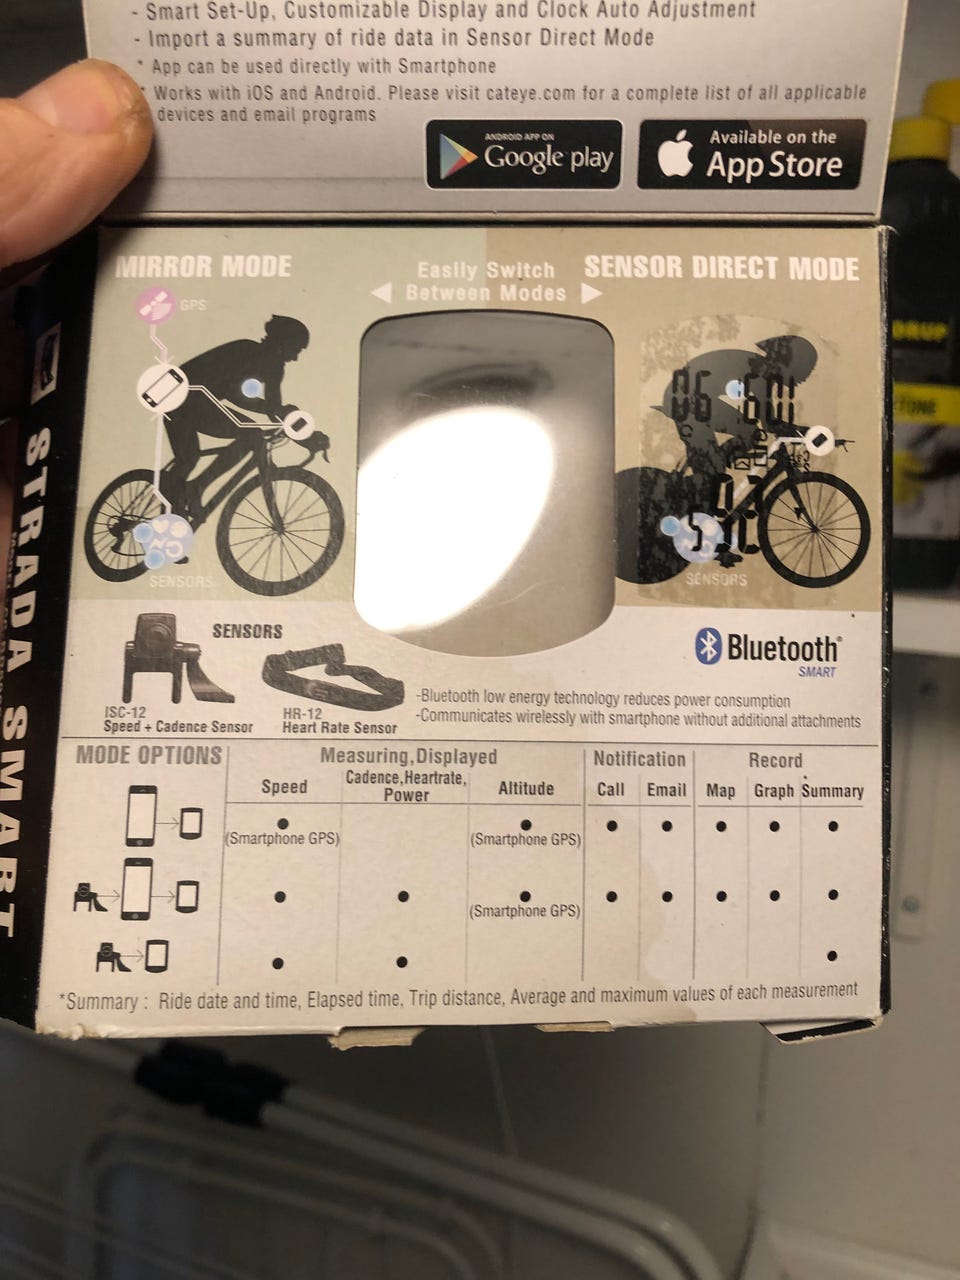 - Smart Set-Up, Customizable Display and Clock Auto Adjustment
- Import a summary of ride data in Sensor Direct Mode
* App can be used directly with Smartphone
* Works with iOS and Android. Please visit cateye.com for a complete list of all applicable
devices and email programs
ANDROID APP ON
Google play
Available on the
App Store
MIRROR MODE
Easily Switch
Between Modes
SENSOR DIRECT MODE
GPS
SENSORS
SENSORS
STRADA SMART
SENSORS
ISC-12
Speed + Cadence Sensor
HR-12
Heart Rate Sensor
Bluetooth®
SMART
-Bluetooth low energy technology reduces power consumption
-Communicates wirelessly with smartphone without additional attachments
MODE OPTIONS
Measuring,Displayed
Notification
Record
Speed
Cadence,Heartrate,
Power
Altitude
Call
Email
Map
Graph
Summary
(Smartphone GPS)
(Smartphone GPS)
(Smartphone GPS)
*Summary : Ride date and time, Elapsed time, Trip distance, Average and maximum values of each measurement